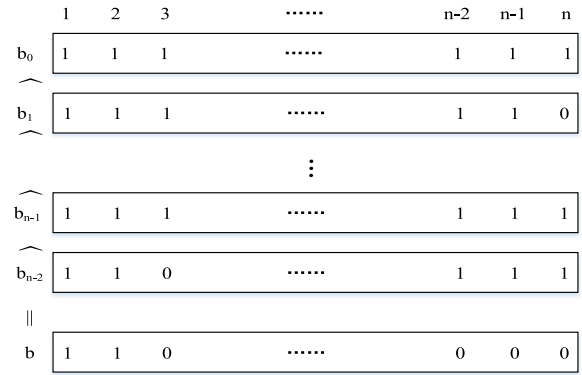 1 2 3 ...... n-2 n-1 n
b₀ 1 1 1 ...... 1 1 1
b₁ 1 1 1 ...... 1 1 0
⋮
bₙ₋₁ 1 1 1 ...... 1 1 1
bₙ₋₂ 1 1 0 ...... 1 1 1
||
b 1 1 0 ...... 0 0 0